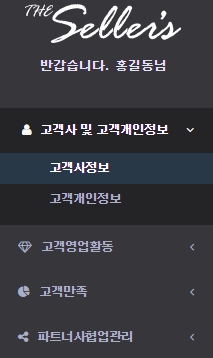 THE
Seller's
반갑습니다. 홍길동님
고객사 및 고객개인정보
고객사정보
고객개인정보
고객영업활동
고객만족
파트너사협업관리